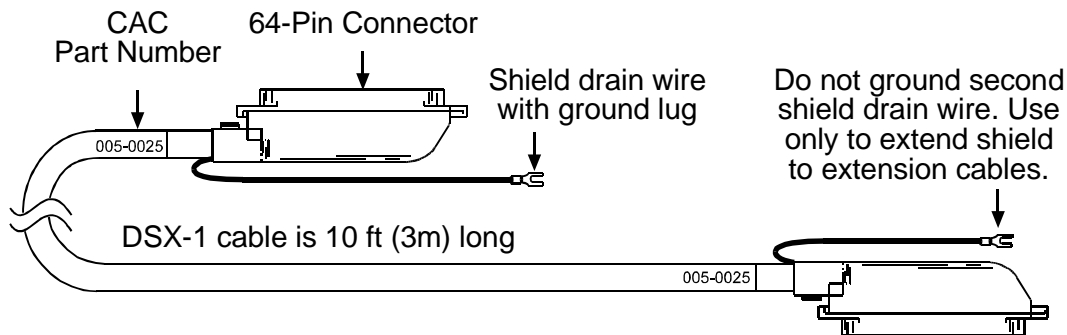 CAC
Part Number
64-Pin Connector
Shield drain wire
with ground lug
Do not ground second
shield drain wire. Use
only to extend shield
to extension cables.
005-0025
DSX-1 cable is 10 ft (3m) long
005-0025